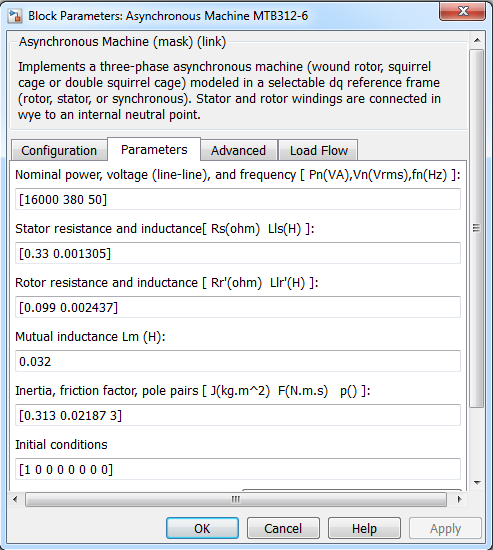 Block Parameters: Asynchronous Machine MTB312-6
Asynchronous Machine (mask) (link)
Implements a three-phase asynchronous machine (wound rotor, squirrel
cage or double squirrel cage) modeled in a selectable dq reference frame
(rotor, stator, or synchronous). Stator and rotor windings are connected in
wye to an internal neutral point.
Configuration Parameters Advanced Load Flow
Nominal power, voltage (line-line), and frequency [ Pn(VA),Vn(Vrms),fn(Hz) ]:
[16000 380 50]
Stator resistance and inductance[ Rs(ohm)  Lls(H) ]:
[0.33 0.001305]
Rotor resistance and inductance [ Rr'(ohm)  Llr'(H) ]:
[0.099 0.002437]
Mutual inductance Lm (H):
0.032
Inertia, friction factor, pole pairs [ J(kg.m^2)  F(N.m.s)   p() ]:
[0.313 0.02187 3]
Initial conditions
[1 0 0 0 0 0 0 0]
OK Cancel Help Apply